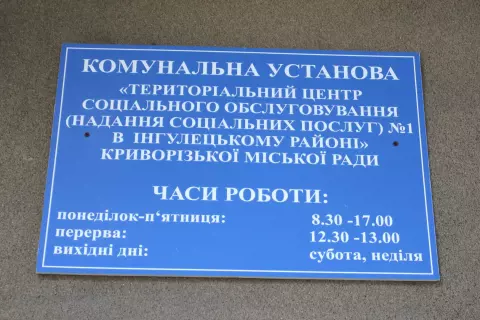 КОМУНАЛЬНА УСТАНОВА
«ТЕРИТОРІАЛЬНИЙ ЦЕНТР
СОЦІАЛЬНОГО ОБСЛУГОВУВАННЯ
(НАДАННЯ СОЦІАЛЬНИХ ПОСЛУГ) №1
В ІНГУЛЕЦЬКОМУ РАЙОНІ»
КРИВОРІЗЬКОЇ МІСЬКОЇ РАДИ
ЧАСИ РОБОТИ:
понеділок-п‘ятниця: 8.30 -17.00
перерва: 12.30 -13.00
вихідні дні: субота, неділя